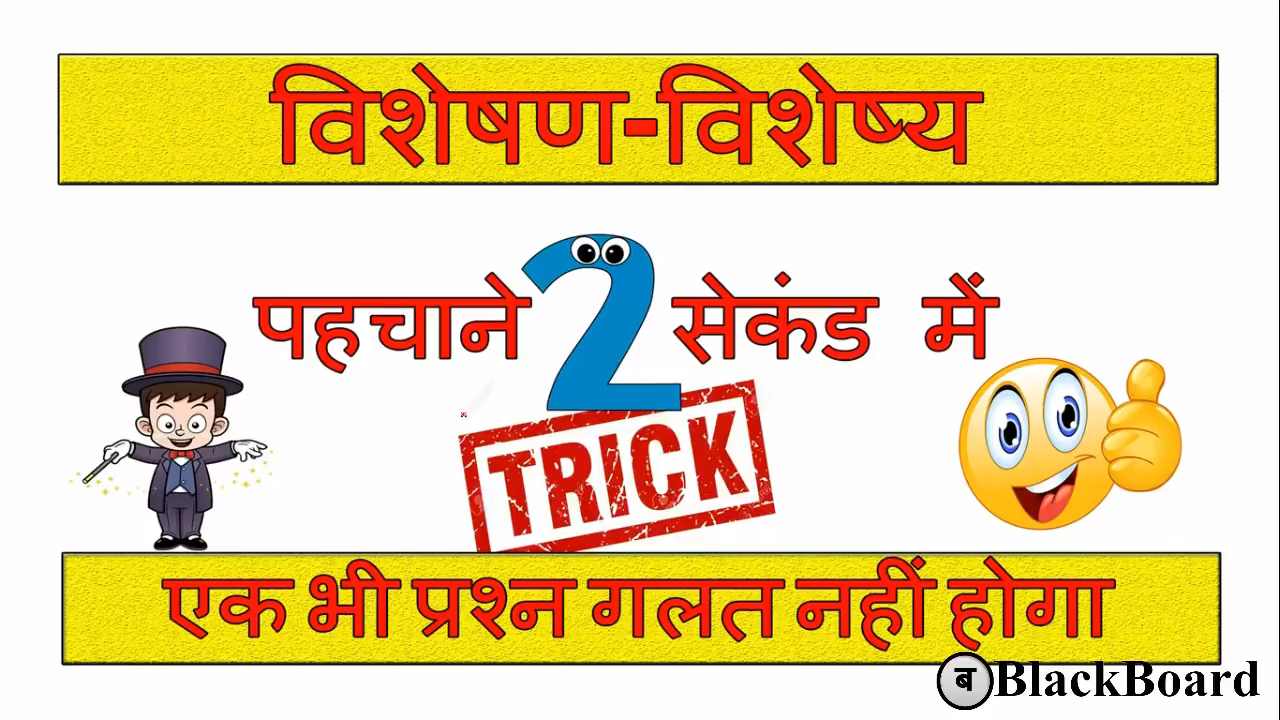 विशेषण-विशेष्य
पहचाने 2 सेकंड में
TRICK
एक भी प्रश्न गलत नहीं होगा
ब BlackBoard